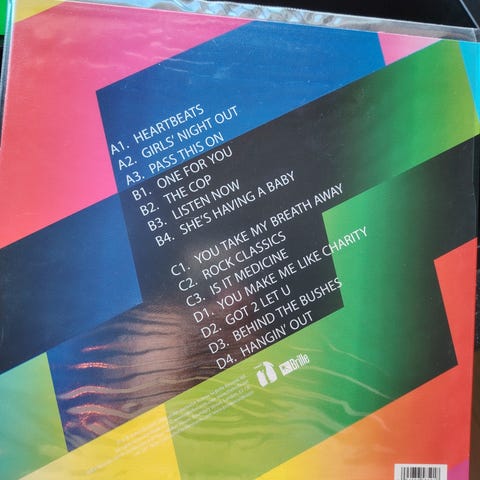 A1. HEARTBEATS
A2. GIRLS' NIGHT OUT
A3. PASS THIS ON
B1. ONE FOR YOU
B2. THE COP
B3. LISTEN NOW
B4. SHE'S HAVING A BABY
C1. YOU TAKE MY BREATH AWAY
C2. ROCK CLASSICS
C3. IS IT MEDICINE
D1. YOU MAKE ME LIKE CHARITY
D2. GOT 2 LET U
D3. BEHIND THE BUSHES
D4. HANGIN' OUT
Brille